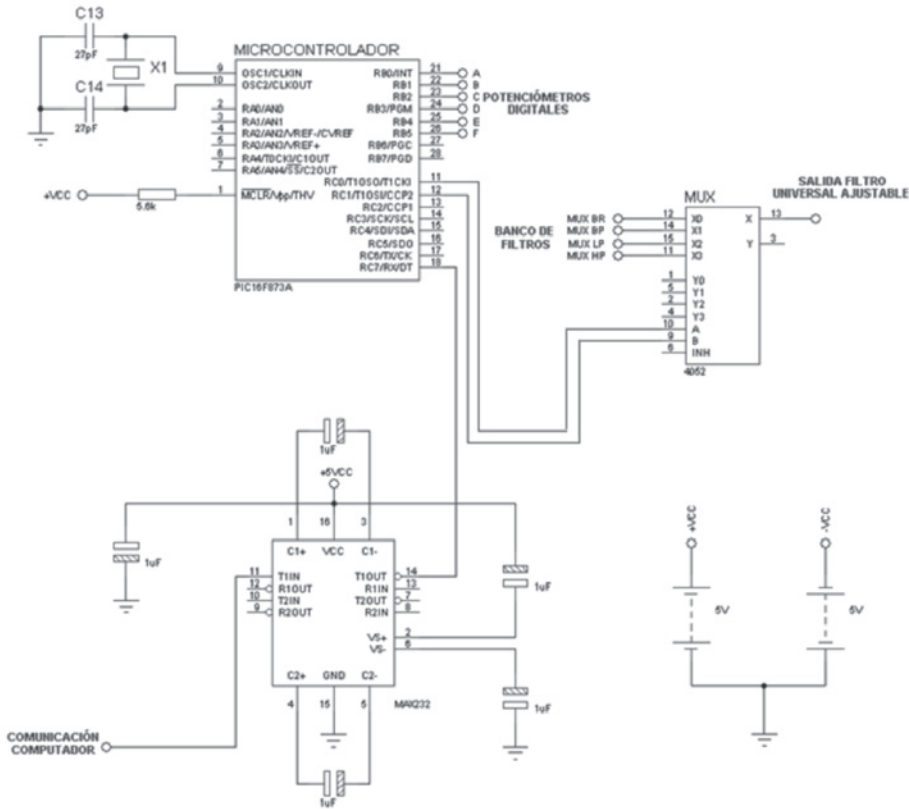 C13
27pF
X1
C14
27pF
+VCC
5.6k
MICROCONTROLADOR
9 OSC1/CLKIN
10 OSC2/CLKOUT
2 RA0/AN0
3 RA1/AN1
4 RA2/AN2/VREF-/CVREF
5 RA3/AN3/VREF+
6 RA4/T0CKI/C1OUT
7 RA5/AN4/SS/C2OUT
1 MCLR/Vpp/THV
RB0/INT 21 A
RB1 22 B
RB2 23 C
RB3/PGM 24 D
RB4 25 E
RB5 26 F
RB6/PGC 27
RB7/PGD 28
RC0/T1OSO/T1CKI 11
RC1/T1OSI/CCP2 12
RC2/CCP1 13
RC3/SCK/SCL 14
RC4/SDI/SDA 15
RC5/SDO 16
RC6/TX/CK 17
RC7/RX/DT 18
PIC16F873A
POTENCIÓMETROS
DIGITALES
BANCO DE
FILTROS
MUX BR
MUX BP
MUX LP
MUX HP
MUX
12 X0
14 X1
15 X2
11 X3
1 Y0
5 Y1
2 Y2
4 Y3
10 A
9 B
6 INH
X 13
Y 3
4052
SALIDA FILTRO
UNIVERSAL AJUSTABLE
1uF
+5VCC
1 16 3
C1+ VCC C1-
1uF
11 T1IN
12 R1OUT
10 T2IN
9 R2OUT
T1OUT 14
R1IN 13
T2OUT 7
R2IN 8
VS+ 2
VS- 6
C2+ GND C2-
4 15 5
MAX232
1uF
1uF
1uF
COMUNICACIÓN
COMPUTADOR
+VCC
5V
-VCC
5V